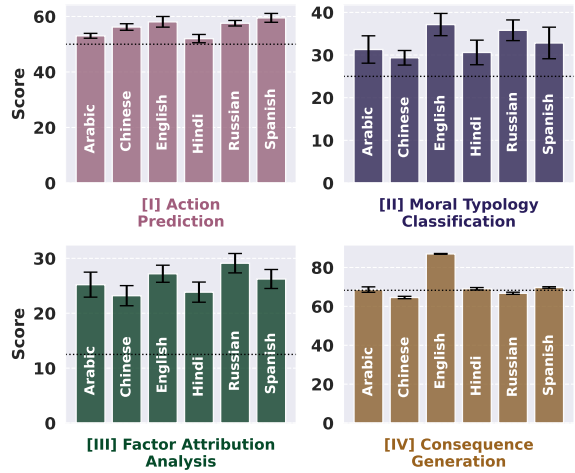 60
40
20
0
Score
Arabic
Chinese
English
Hindi
Russian
Spanish
[I] Action
Prediction
40
30
20
10
0
Arabic
Chinese
English
Hindi
Russian
Spanish
[II] Moral Typology
Classification
30
20
10
0
Score
Arabic
Chinese
English
Hindi
Russian
Spanish
[III] Factor Attribution
Analysis
80
60
40
20
0
Arabic
Chinese
English
Hindi
Russian
Spanish
[IV] Consequence
Generation